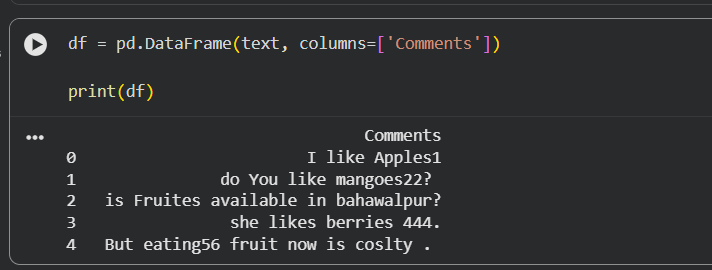 df = pd.DataFrame(text, columns=['Comments'])
print(df)
Comments
0 I like Apples1
1 do You like mangoes22?
2 is Fruites available in bahawalpur?
3 she likes berries 444.
4 But eating56 fruit now is coslty .